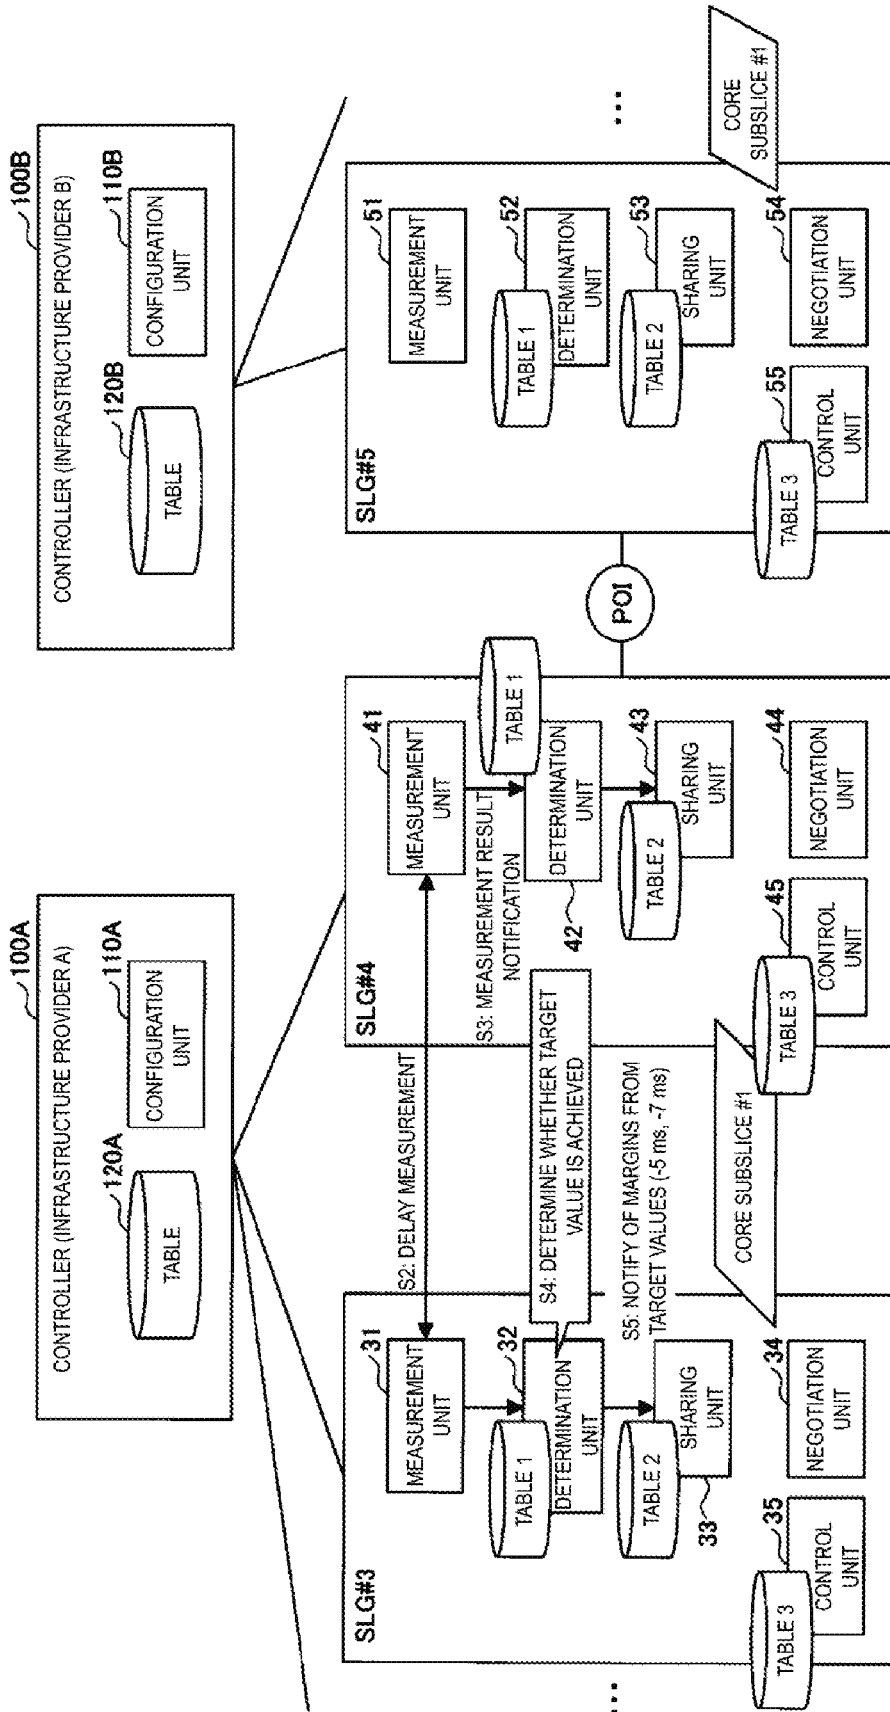 100A
CONTROLLER (INFRASTRUCTURE PROVIDER A)
120A
TABLE
110A
CONFIGURATION
UNIT
100B
CONTROLLER (INFRASTRUCTURE PROVIDER B)
120B
TABLE
110B
CONFIGURATION
UNIT
SLG#3
31
MEASUREMENT
UNIT
32
TABLE 1
DETERMINATION
UNIT
TABLE 2
SHARING
UNIT
33
34
NEGOTIATION
UNIT
35
TABLE 3
CONTROL
UNIT
...
S2: DELAY MEASUREMENT
S4: DETERMINE WHETHER TARGET
VALUE IS ACHIEVED
S5: NOTIFY OF MARGINS FROM
TARGET VALUES (-5 ms, -7 ms)
CORE SUBSLICE #1
SLG#4
41
MEASUREMENT
UNIT
S3: MEASUREMENT RESULT
NOTIFICATION
TABLE 1
DETERMINATION
UNIT
42
43
TABLE 2
SHARING
UNIT
44
NEGOTIATION
UNIT
45
TABLE 3
CONTROL
UNIT
POI
SLG#5
51
MEASUREMENT
UNIT
52
TABLE 1
DETERMINATION
UNIT
53
TABLE 2
SHARING
UNIT
54
NEGOTIATION
UNIT
55
TABLE 3
CONTROL
UNIT
...
CORE
SUBSLICE #1